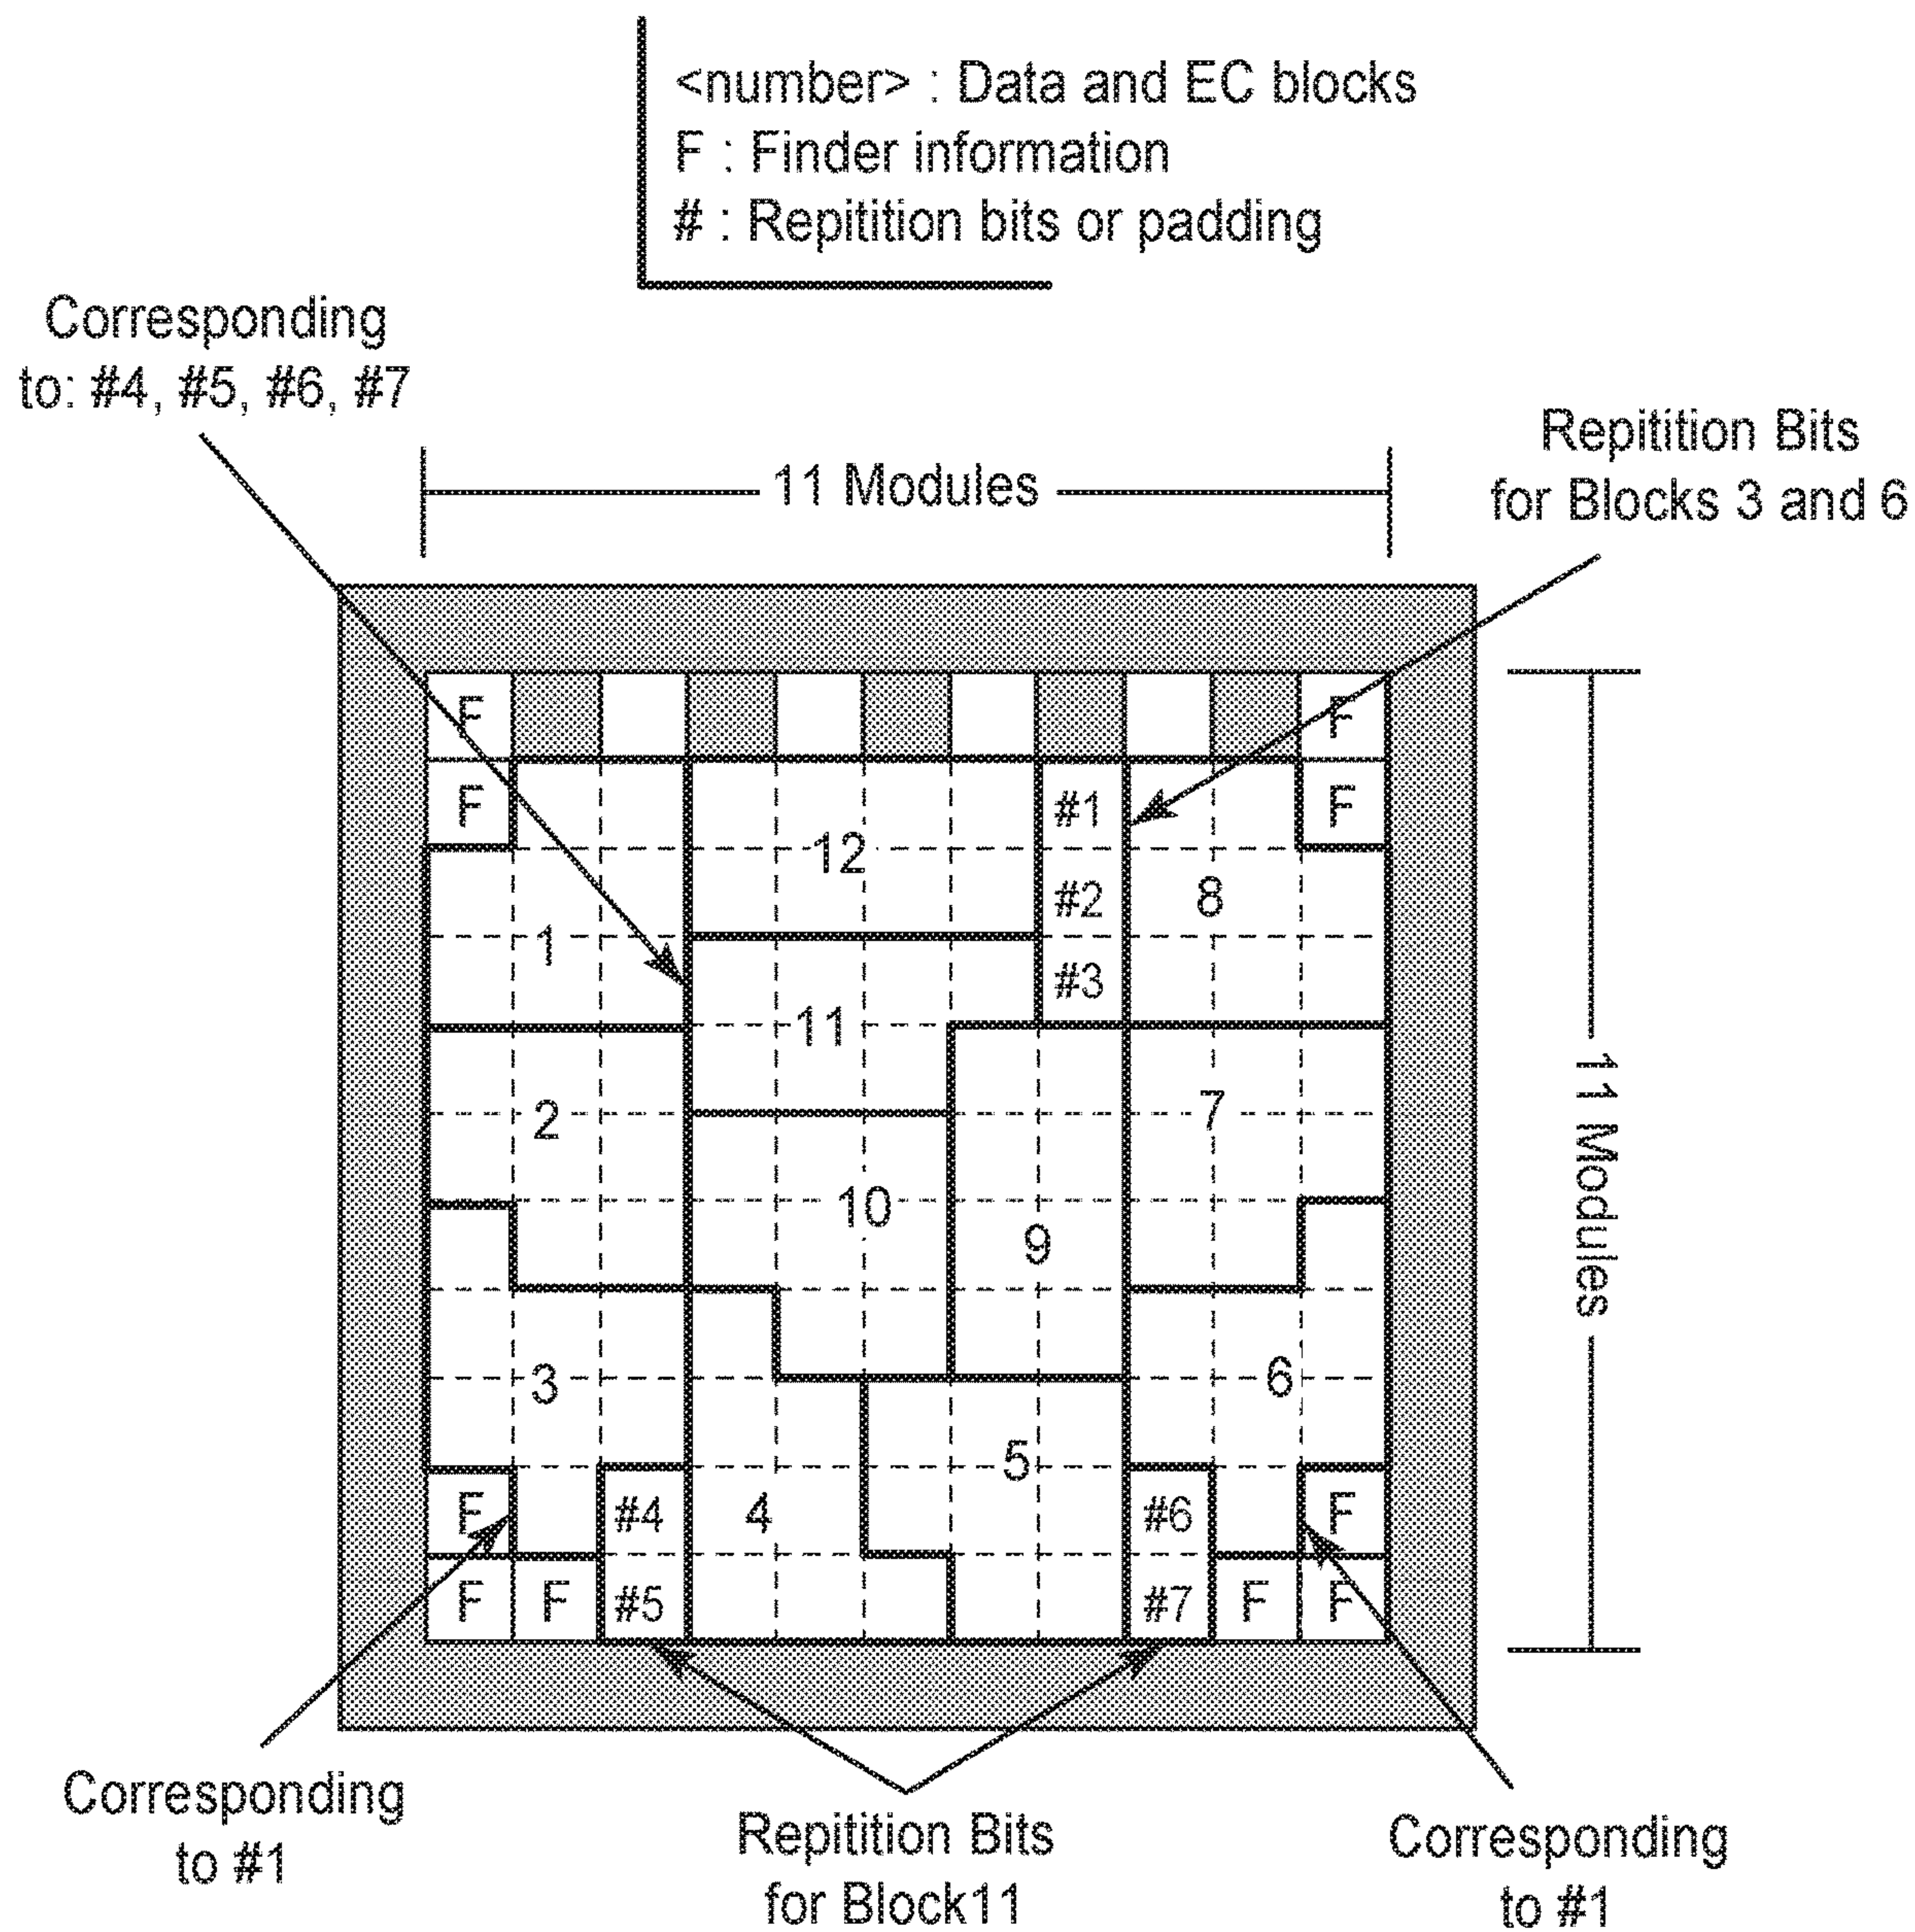 <number> : Data and EC blocks
F : Finder information
# : Repitition bits or padding
Corresponding
to: #4, #5, #6, #7
Repitition Bits
for Blocks 3 and 6
11 Modules
F F
F #1 F
12
#2 8
1
#3
11
2 7
10
9
3 6
5
F #4 4 #6 F
F F #5 #7 F F
11 Modules
Corresponding
to #1
Repitition Bits
for Block11
Corresponding
to #1